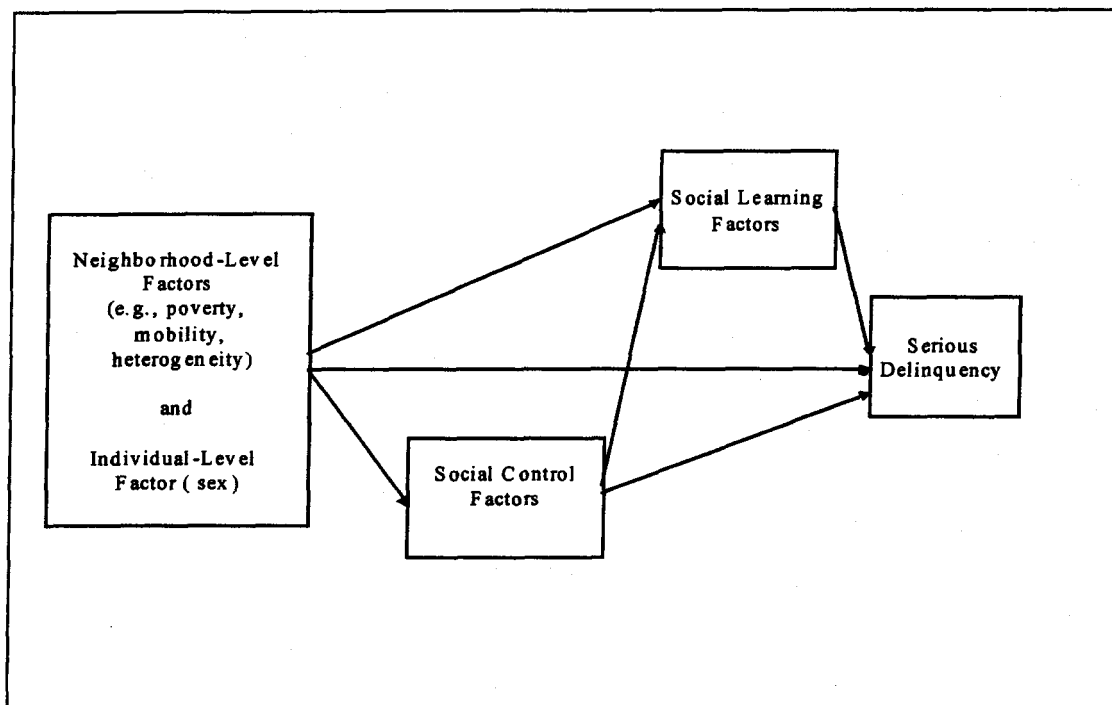 Neighborhood-Level
Factors
(e.g., poverty,
mobility,
heterogeneity)
and
Individual-Level
Factor ( sex )
Social Learning
Factors
Social Control
Factors
Serious
Delinquency